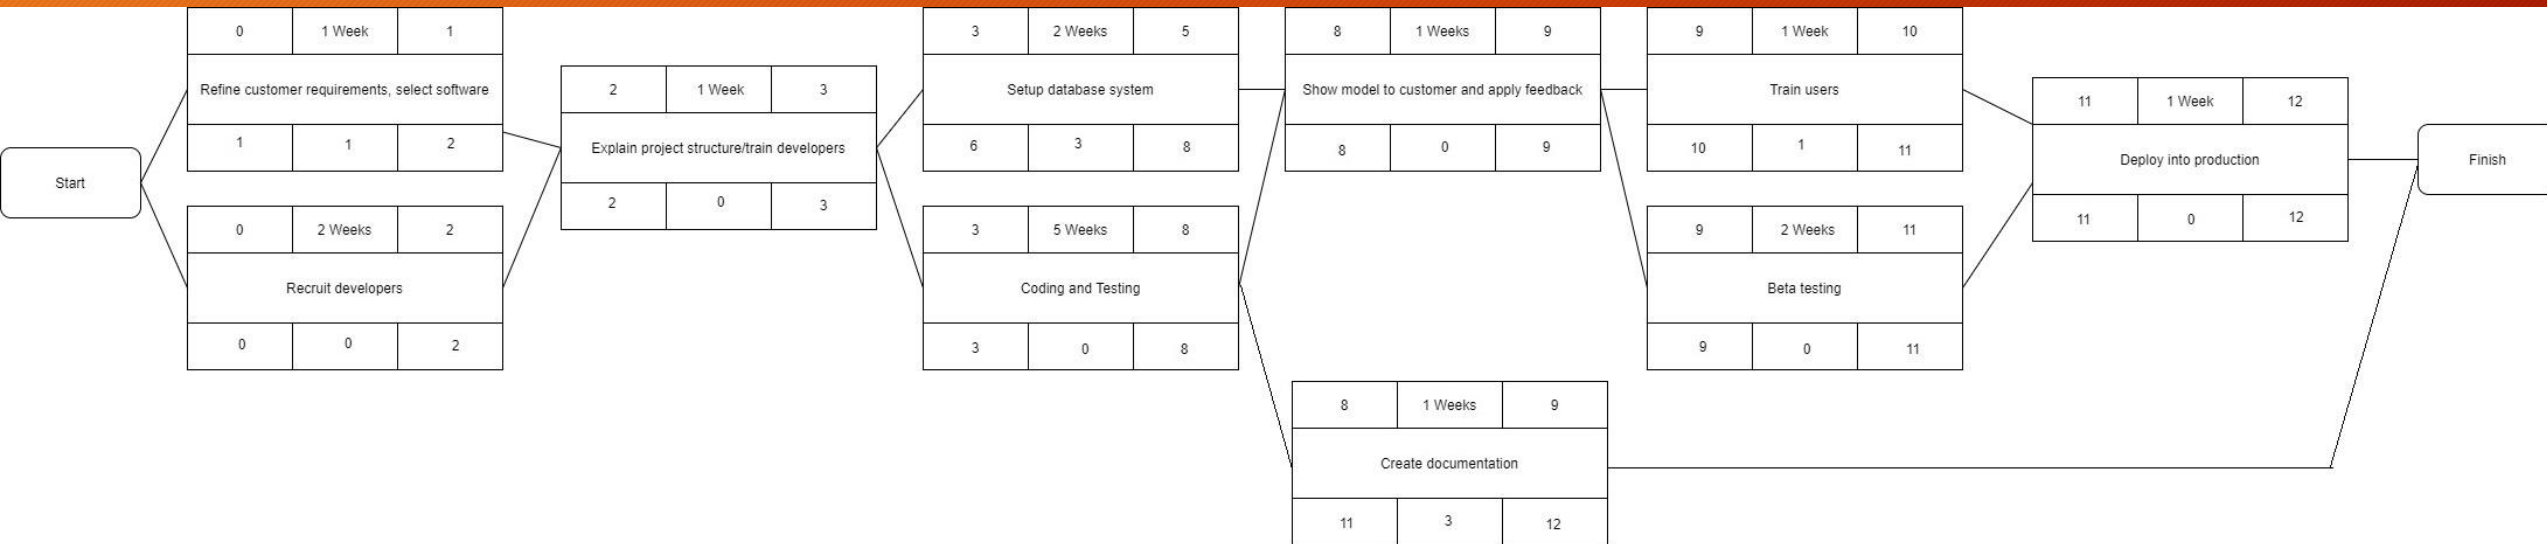 Start
0 1 Week 1
Refine customer requirements, select software
1 1 2
0 2 Weeks 2
Recruit developers
0 0 2
2 1 Week 3
Explain project structure/train developers
2 0 3
3 2 Weeks 5
Setup database system
6 3 8
3 5 Weeks 8
Coding and Testing
3 0 8
8 1 Weeks 9
Show model to customer and apply feedback
8 0 9
8 1 Weeks 9
Create documentation
11 3 12
9 1 Week 10
Train users
10 1 11
9 2 Weeks 11
Beta testing
9 0 11
11 1 Week 12
Deploy into production
11 0 12
Finish